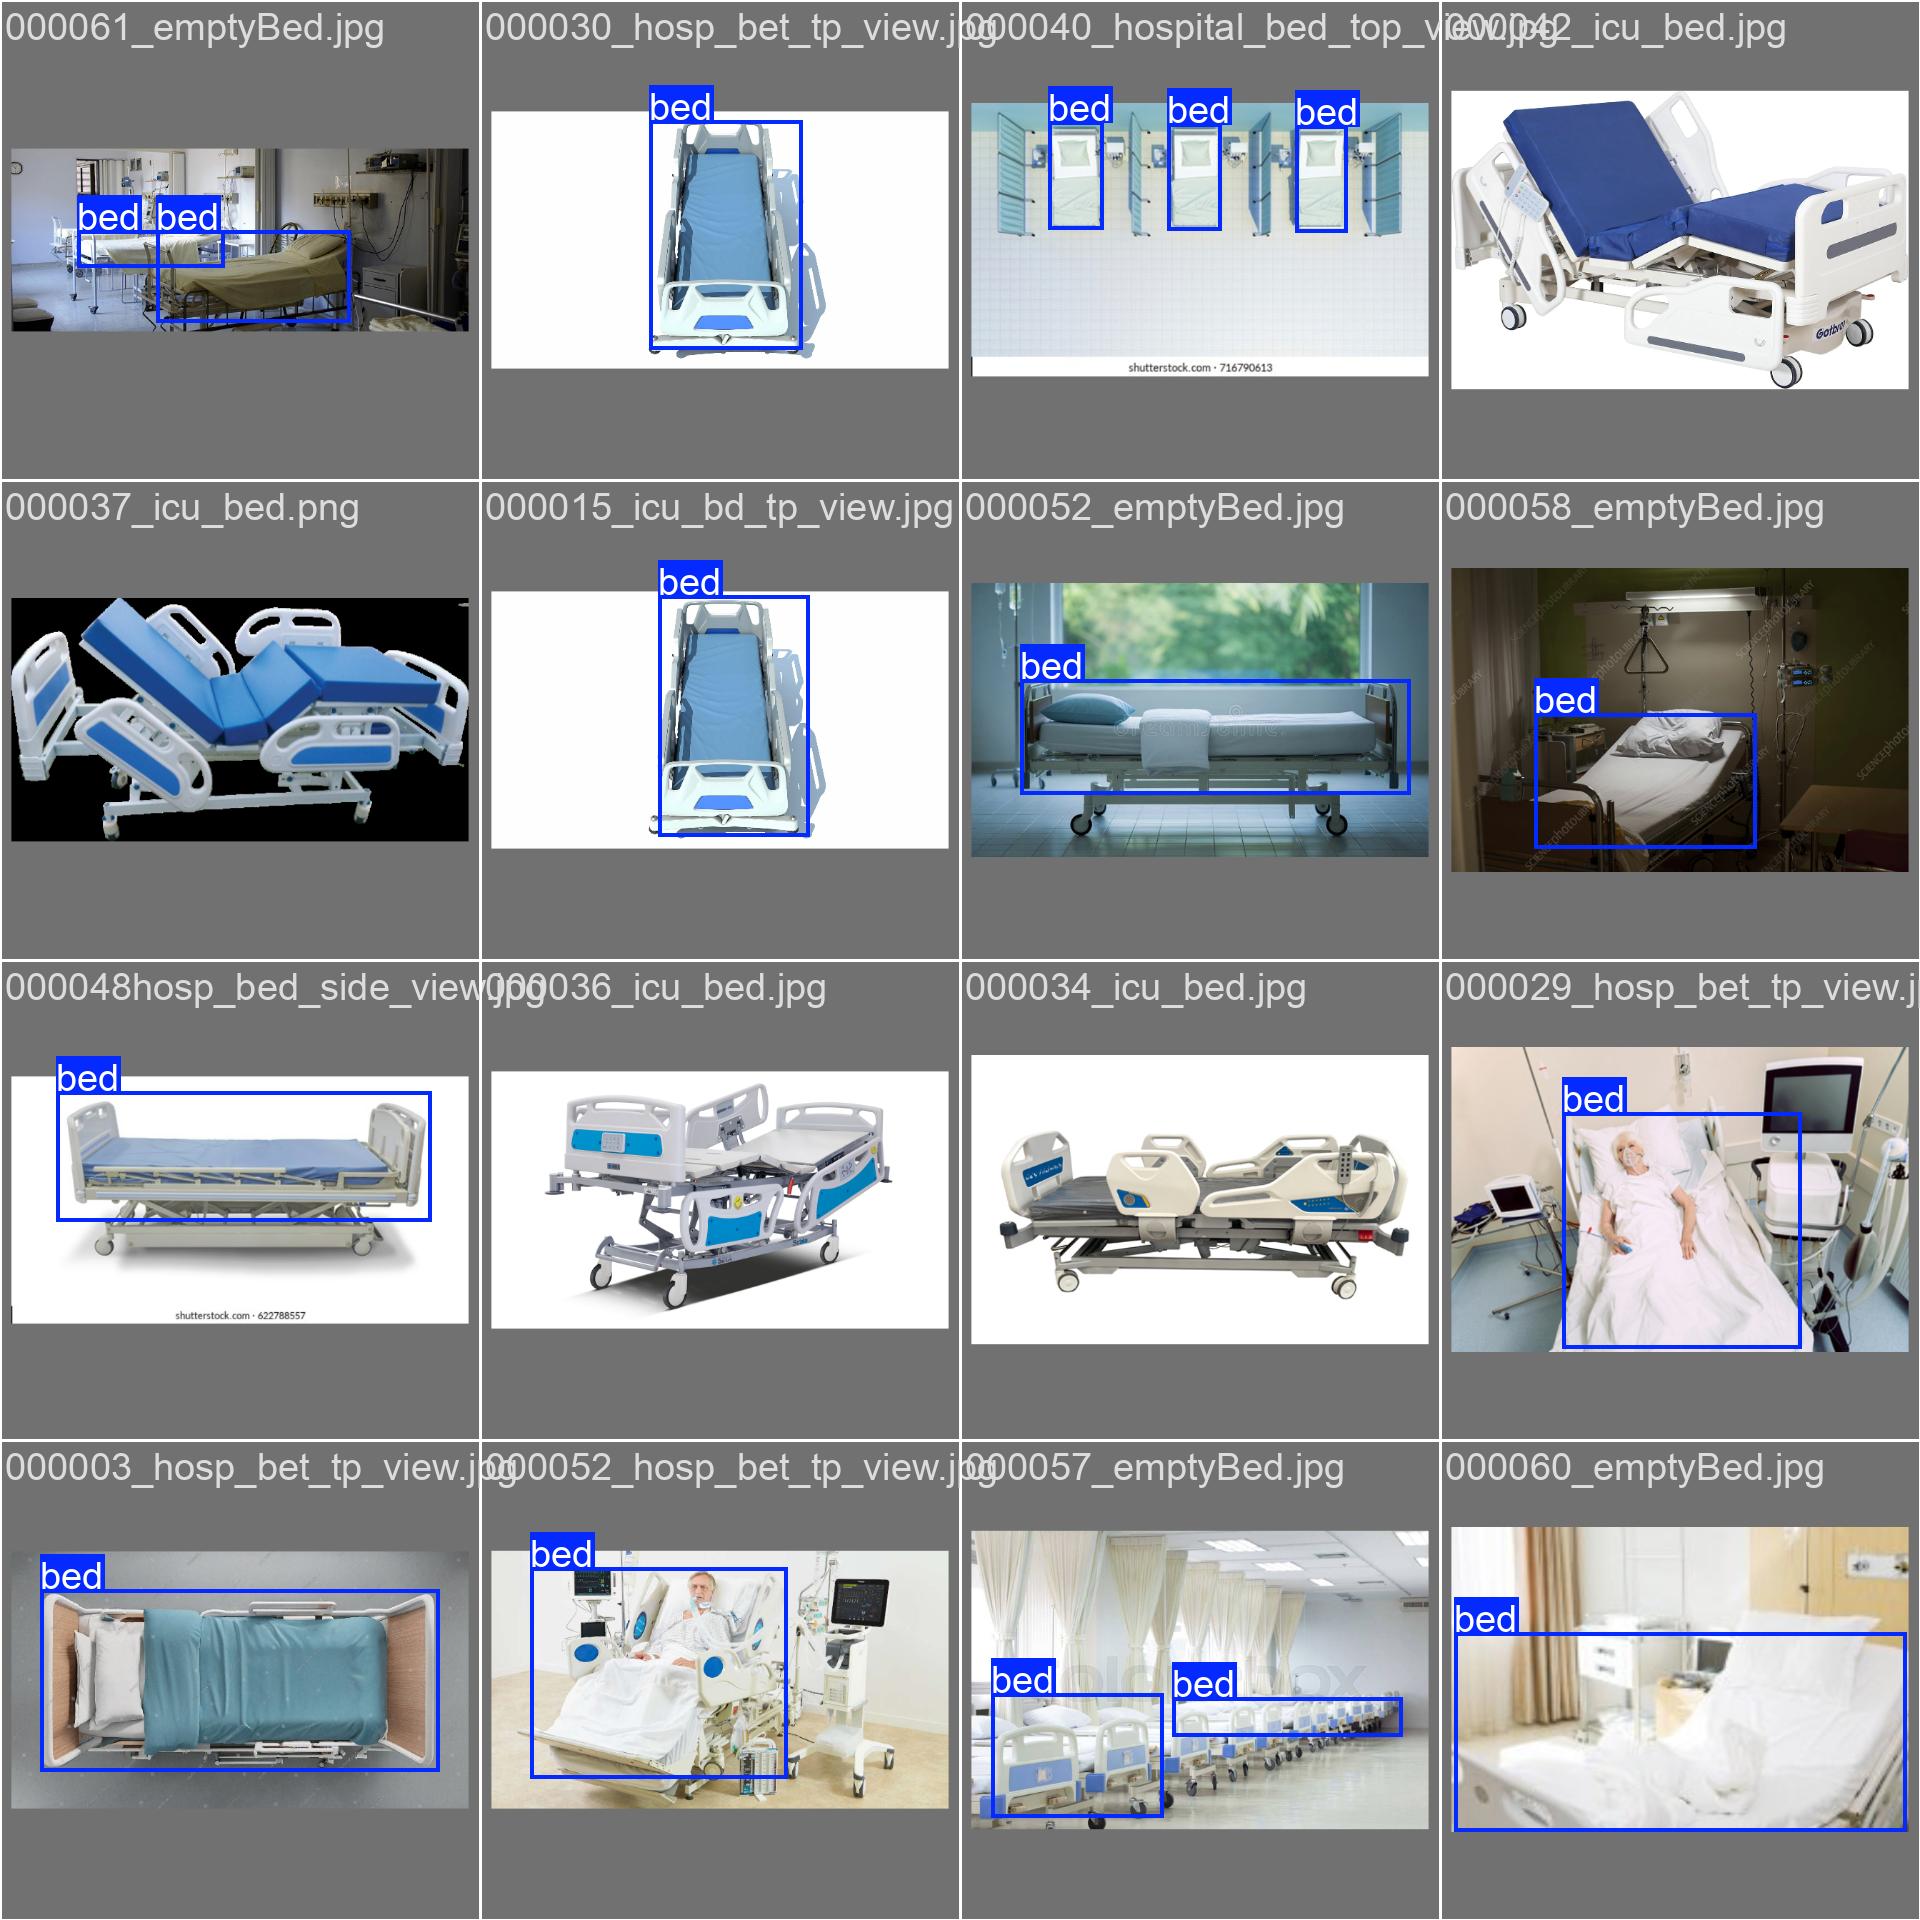 000061_emptyBed.jpg
000030_hosp_bet_tp_view.jpg
000040_hospital_bed_top_view.jpg
000042_icu_bed.jpg
bed
bed
bed
bed
bed
bed
shutterstock.com · 716790613
000037_icu_bed.png
000015_icu_bd_tp_view.jpg
000052_emptyBed.jpg
000058_emptyBed.jpg
bed
bed
bed
000048hosp_bed_side_view.jpg
000036_icu_bed.jpg
000034_icu_bed.jpg
000029_hosp_bet_tp_view.j
bed
bed
shutterstock.com · 622788557
000003_hosp_bet_tp_view.jpg
000052_hosp_bet_tp_view.jpg
000057_emptyBed.jpg
000060_emptyBed.jpg
bed
bed
bed
bed
bed